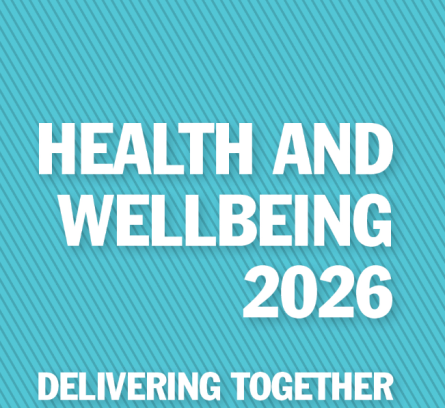 HEALTH AND
WELLBEING
2026
DELIVERING TOGETHER